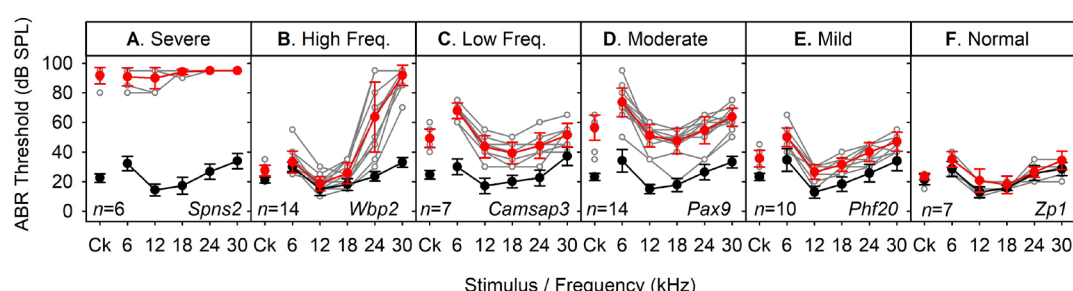 A. Severe
B. High Freq.
C. Low Freq.
D. Moderate
E. Mild
F. Normal
ABR Threshold (dB SPL)
100
80
60
40
20
0
n=6 Spns2
n=14 Wbp2
n=7 Camsap3
n=14 Pax9
n=10 Phf20
n=7 Zp1
Ck 6 12 18 24 30 Ck 6 12 18 24 30 Ck 6 12 18 24 30 Ck 6 12 18 24 30 Ck 6 12 18 24 30 Ck 6 12 18 24 30
Stimulus / Frequency (kHz)